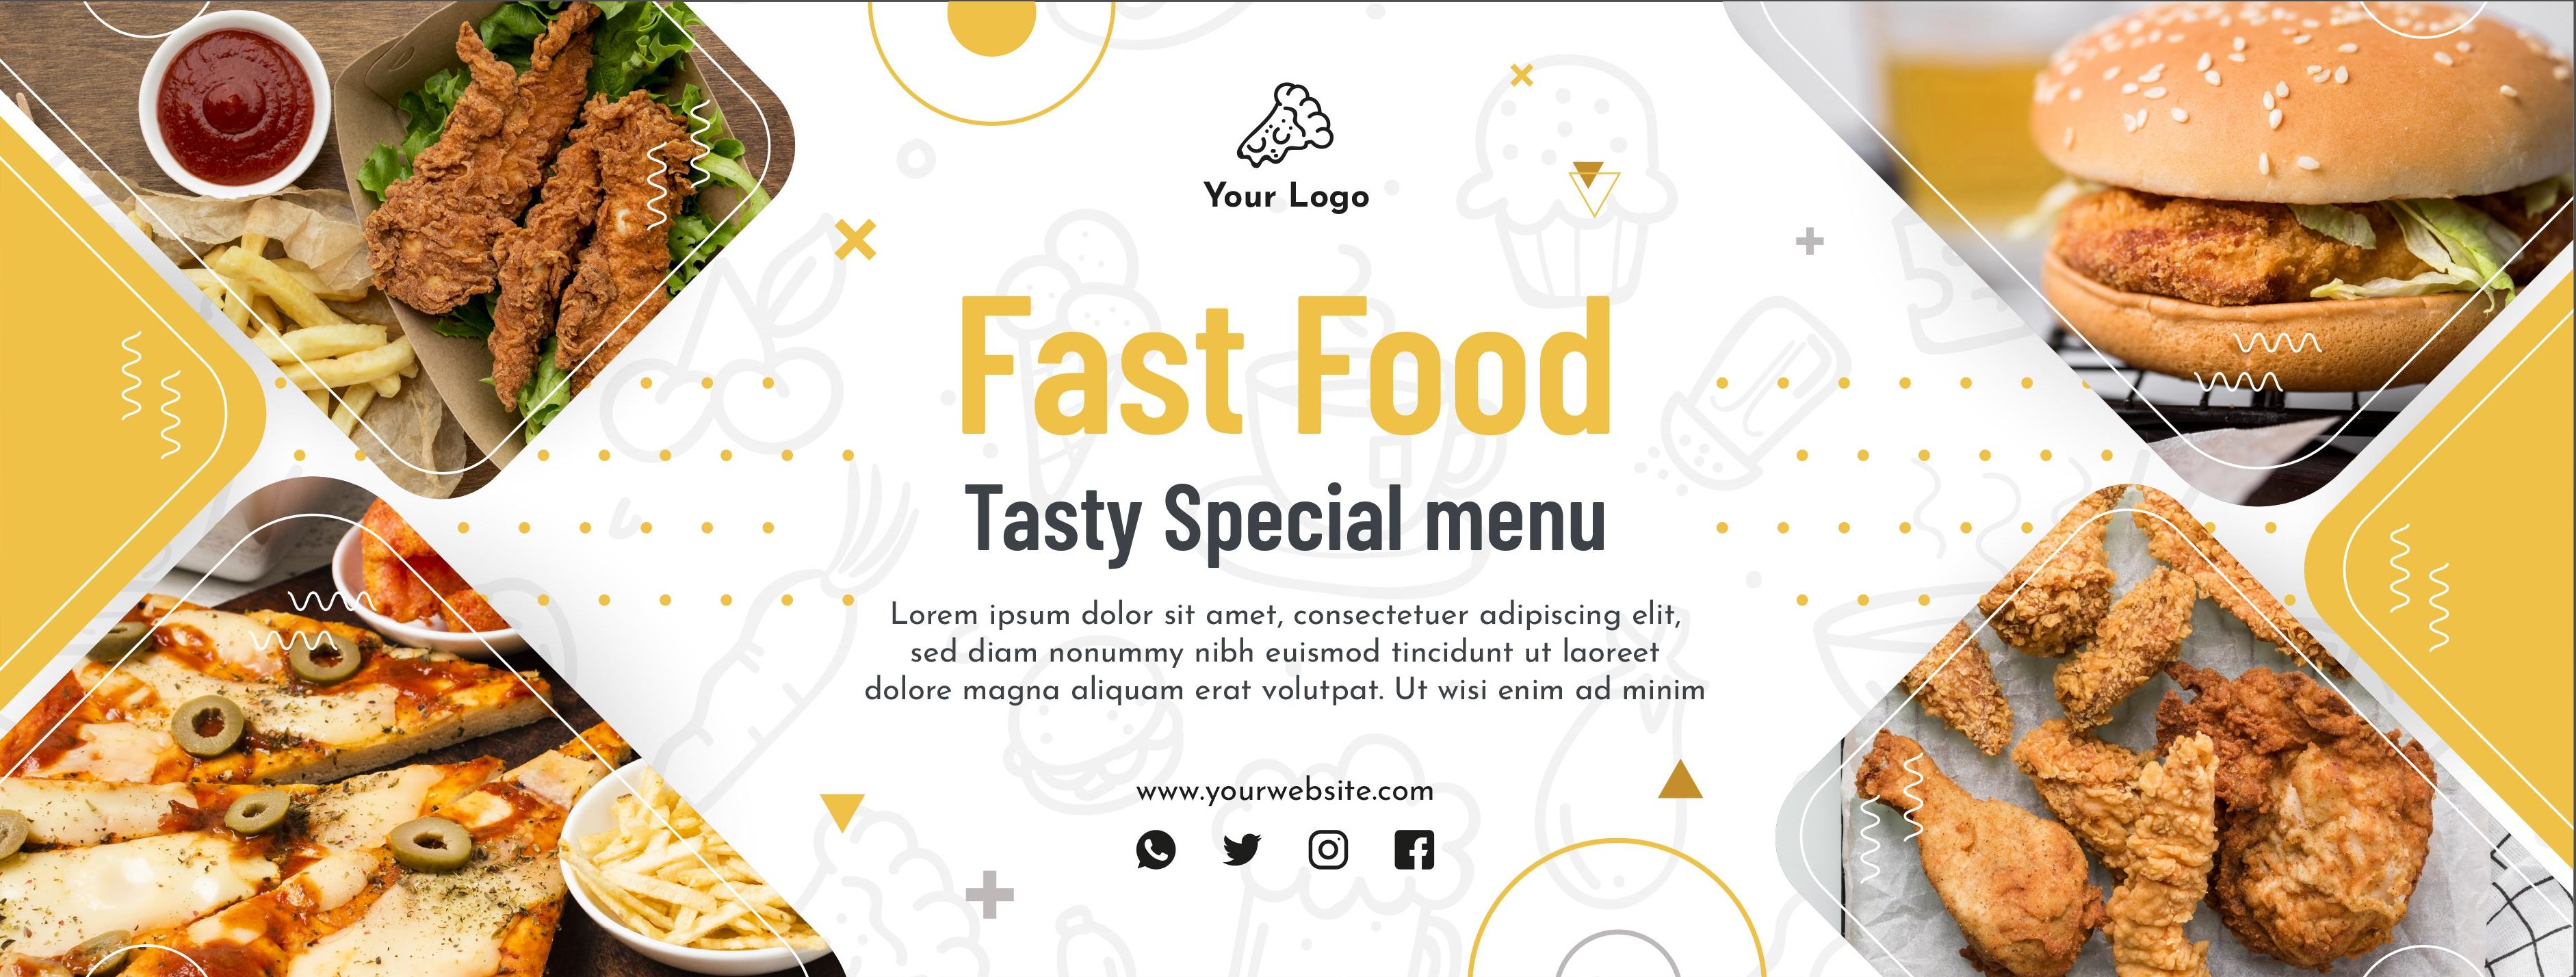 Your Logo
Fast Food
Tasty Special menu
Lorem ipsum dolor sit amet, consectetuer adipiscing elit,
sed diam nonummy nibh euismod tincidunt ut laoreet
dolore magna aliquam erat volutpat. Ut wisi enim ad minim
www.yourwebsite.com